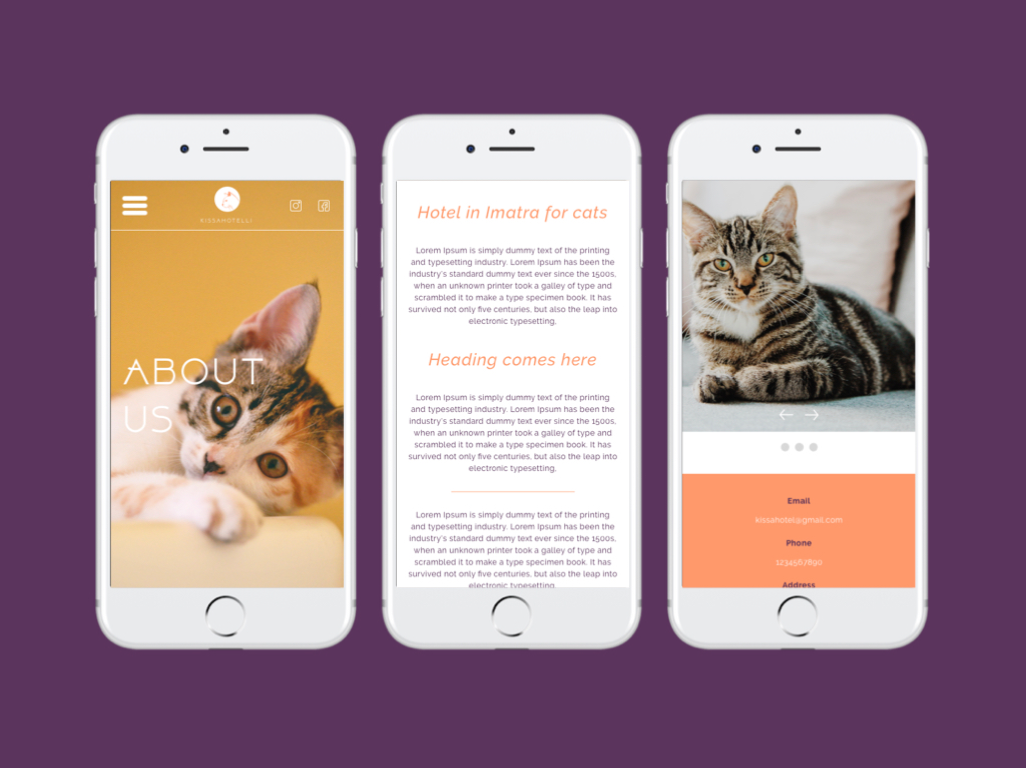 KISSAHOTELLI
ABOUT
US
Hotel in Imatra for cats
Lorem Ipsum is simply dummy text of the printing
and typesetting industry. Lorem Ipsum has been the
industry's standard dummy text ever since the 1500s,
when an unknown printer took a galley of type and
scrambled it to make a type specimen book. It has
survived not only five centuries, but also the leap into
electronic typesetting,
Heading comes here
Lorem Ipsum is simply dummy text of the printing
and typesetting industry. Lorem Ipsum has been the
industry's standard dummy text ever since the 1500s,
when an unknown printer took a galley of type and
scrambled it to make a type specimen book. It has
survived not only five centuries, but also the leap into
electronic typesetting,
Lorem Ipsum is simply dummy text of the printing
and typesetting industry. Lorem Ipsum has been the
industry's standard dummy text ever since the 1500s,
when an unknown printer took a galley of type and
scrambled it to make a type specimen book. It has
survived not only five centuries, but also the leap into
electronic typesetting,
Email
kissahotel@gmail.com
Phone
1234567890
Address